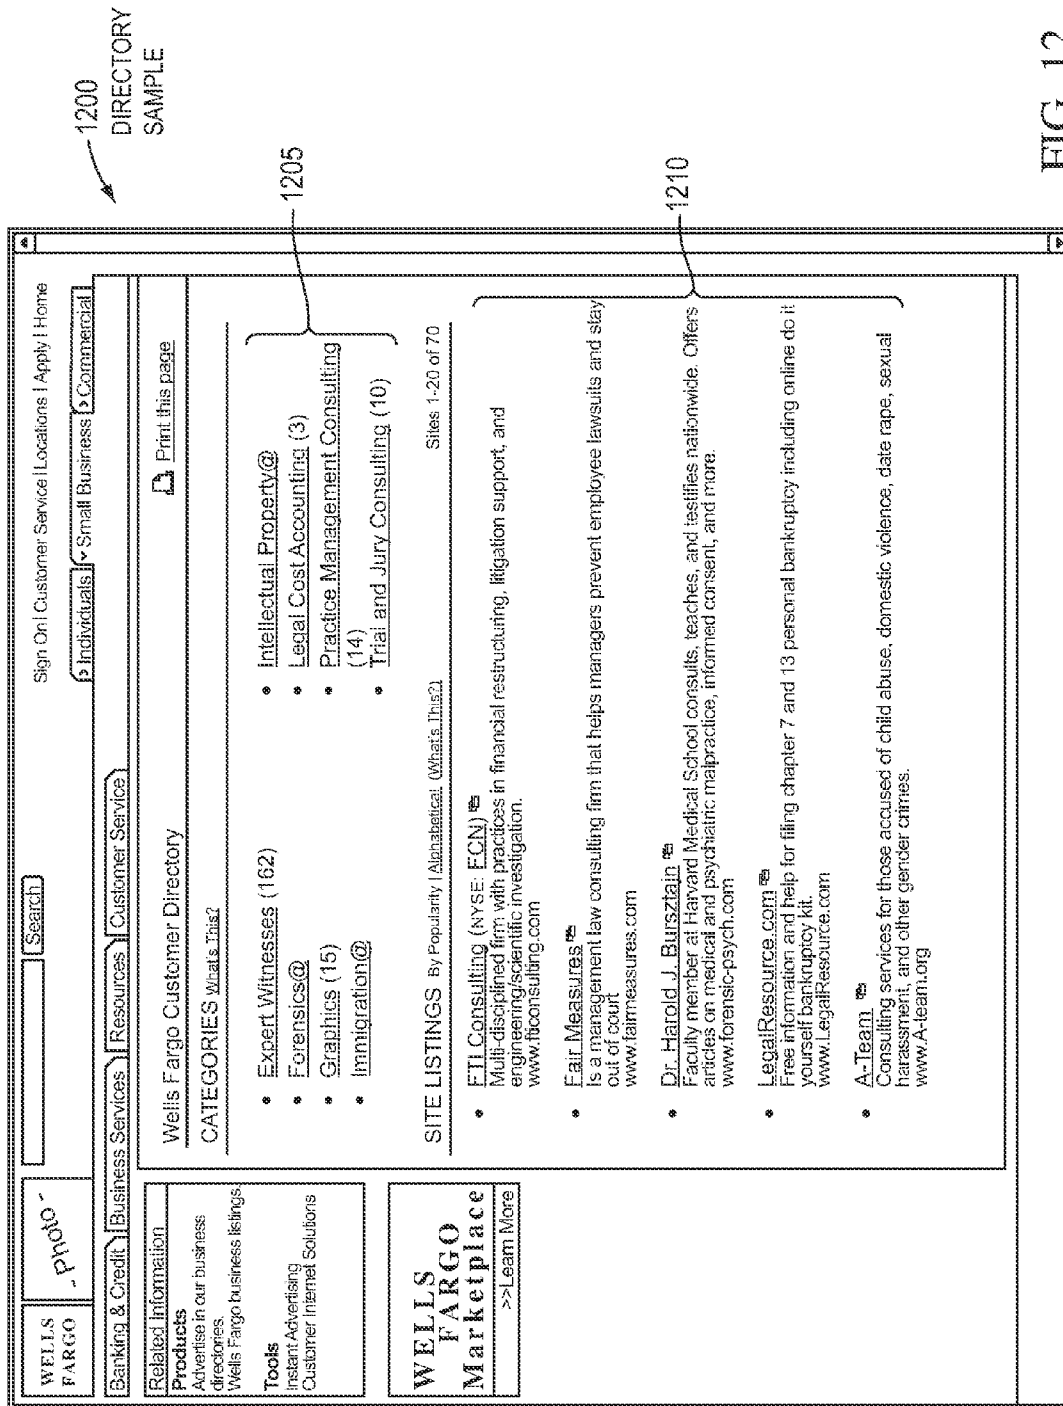 1200
DIRECTORY
SAMPLE
WELLS
FARGO
- Photo -
Search
Sign On | Customer Service | Locations | Apply | Home
Individuals
Small Business
Commercial
Banking & Credit
Business Services
Resources
Customer Service
Related Information
Products
Advertise in our business
directories.
Wells Fargo business listings.
Tools
Instant Advertising
Customer Internet Solutions
WELLS
FARGO
Marketplace
>>Learn More
Wells Fargo Customer Directory
Print this page
CATEGORIES What's This?
• Expert Witnesses (162)
• Forensics@
• Graphics (15)
• Immigration@
• Intellectual Property@
• Legal Cost Accounting (3)
• Practice Management Consulting
(14)
• Trial and Jury Consulting (10)
1205
SITE LISTINGS By Popularity | Alphabetical (What's This?)
Sites 1-20 of 70
• FTI Consulting (NYSE: FCN)
Multi-disciplined firm with practices in financial restructuring, litigation support, and
engineering/scientific investigation.
www.fticonsulting.com
• Fair Measures
Is a management law consulting firm that helps managers prevent employee lawsuits and stay
out of court
www.fairmeasures.com
• Dr. Harold J. Bursztajn
Faculty member at Harvard Medical School consults, teaches, and testifies nationwide. Offers
articles on medical and psychiatric malpractice, informed consent, and more.
www.forensic-psych.com
• LegalResource.com
Free information and help for filing chapter 7 and 13 personal bankruptcy including online do it
yourself bankruptcy kit.
www.LegalResource.com
• A-Team
Consulting services for those accused of child abuse, domestic violence, date rape, sexual
harassment, and other gender crimes.
www.A-team.org
1210
FIG. 12